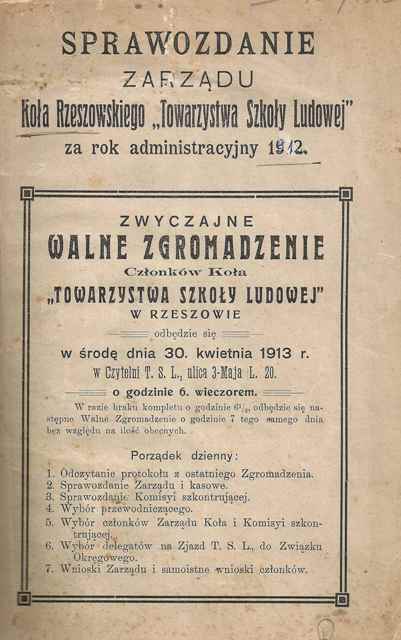 SPRAWOZDANIE
ZARZĄDU
Koła Rzeszowskiego „Towarzystwa Szkoły Ludowej”
za rok administracyjny 1912.
ZWYCZAJNE
WALNE ZGROMADZENIE
Członków Koła
„TOWARZYSTWA SZKOŁY LUDOWEJ”
W RZESZOWIE
odbędzie się
w środę dnia 30. kwietnia 1913 r.
w Czytelni T. S. L., ulica 3-Maja L. 20.
o godzinie 6. wieczorem.
W razie braku kompletu o godzinie 6½, odbędzie się na-
stępne Walne Zgromadzenie o godzinie 7 tego samego dnia
bez względu na ilość obecnych.
Porządek dzienny:
1. Odczytanie protokołu z ostatniego Zgromadzenia.
2. Sprawozdanie Zarządu i kasowe.
3. Sprawozdanie Komisyi szkontrującej.
4. Wybór przewodniczącego.
5. Wybór członków Zarządu Koła i Komisyi szkon-
trującej.
6. Wybór delegatów na Zjazd T. S. L., do Związku
Okręgowego.
7. Wnioski Zarządu i samoistne wnioski członków.